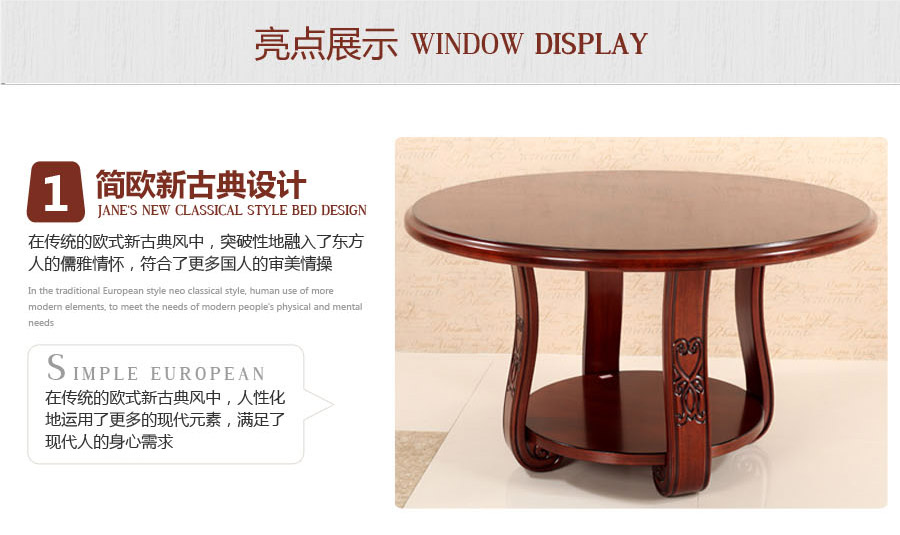 亮点展示 WINDOW DISPLAY
1 简欧新古典设计
JANE'S NEW CLASSICAL STYLE BED DESIGN
在传统的欧式新古典风中，突破性地融入了东方
人的儒雅情怀，符合了更多国人的审美情操
In the traditional European style neo classical style, human use of more
modern elements, to meet the needs of modern people's physical and mental
needs
SIMPLE EUROPEAN
在传统的欧式新古典风中，人性化
地运用了更多的现代元素，满足了
现代人的身心需求